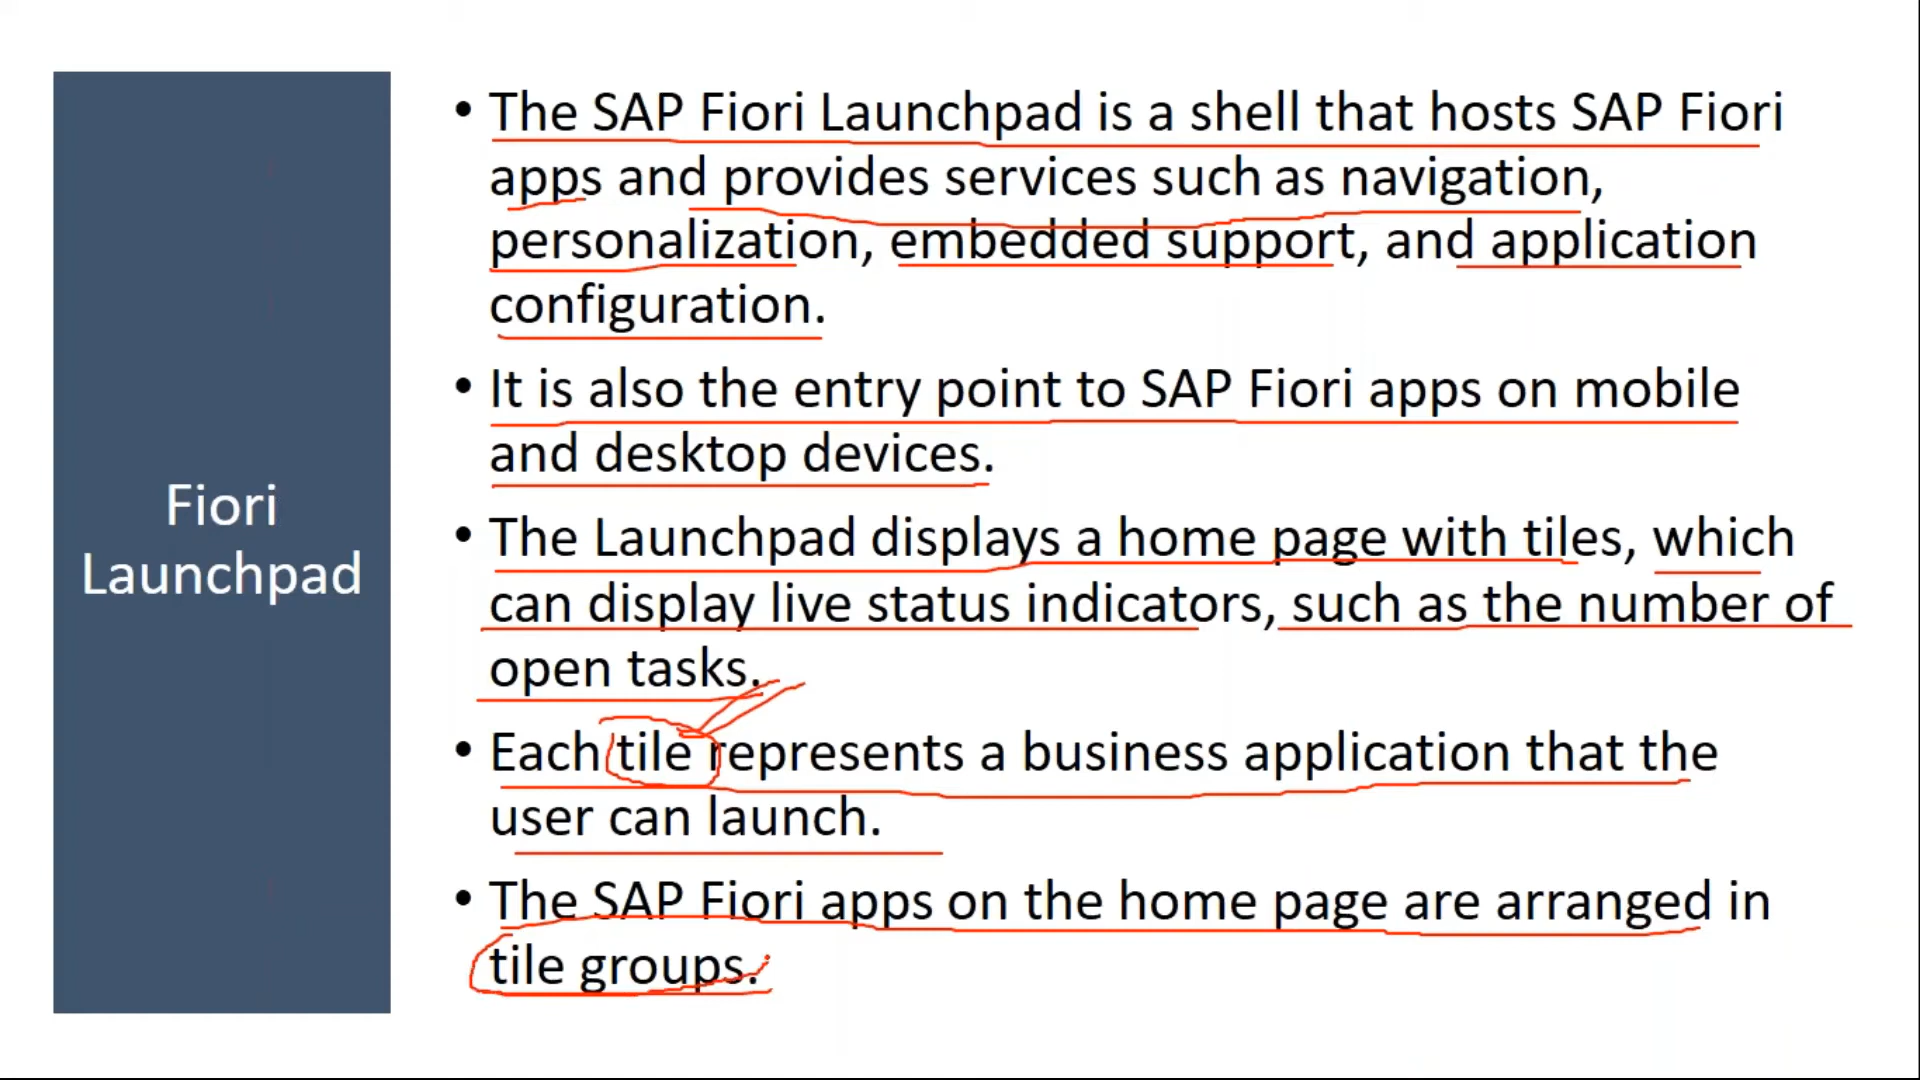 Fiori
Launchpad
• The SAP Fiori Launchpad is a shell that hosts SAP Fiori
apps and provides services such as navigation,
personalization, embedded support, and application
configuration.
• It is also the entry point to SAP Fiori apps on mobile
and desktop devices.
• The Launchpad displays a home page with tiles, which
can display live status indicators, such as the number of
open tasks.
• Each tile represents a business application that the
user can launch.
• The SAP Fiori apps on the home page are arranged in
tile groups.